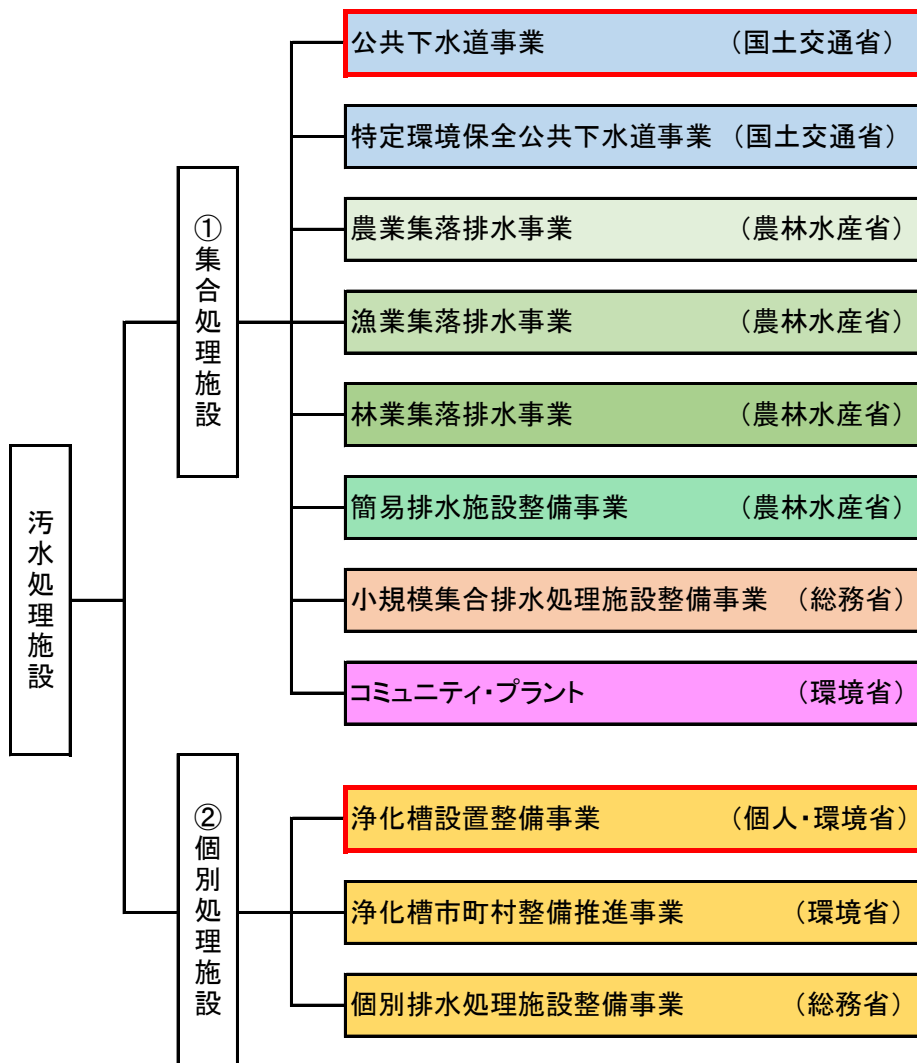 汚水処理施設
①集合処理施設
公共下水道事業 （国土交通省）
特定環境保全公共下水道事業 （国土交通省）
農業集落排水事業 （農林水産省）
漁業集落排水事業 （農林水産省）
林業集落排水事業 （農林水産省）
簡易排水施設整備事業 （農林水産省）
小規模集合排水処理施設整備事業 （総務省）
コミュニティ・プラント （環境省）
②個別処理施設
浄化槽設置整備事業 （個人・環境省）
浄化槽市町村整備推進事業 （環境省）
個別排水処理施設整備事業 （総務省）